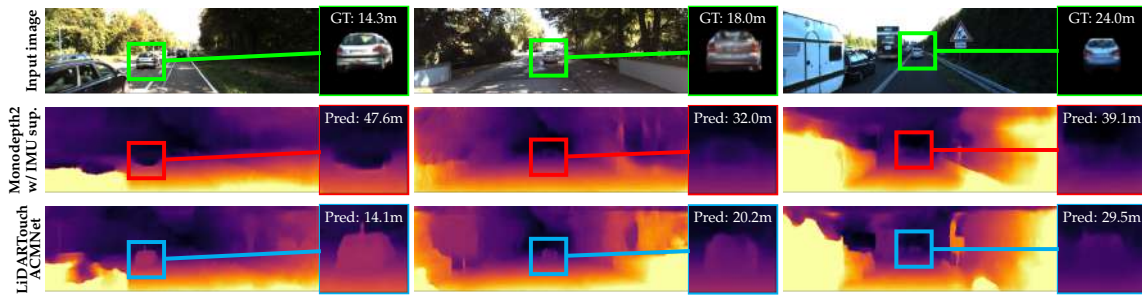 Input image
GT: 14.3m
GT: 18.0m
GT: 24.0m
Monodepth2
w/ IMU sup.
Pred: 47.6m
Pred: 32.0m
Pred: 39.1m
LiDARTouch
ACMNet
Pred: 14.1m
Pred: 20.2m
Pred: 29.5m